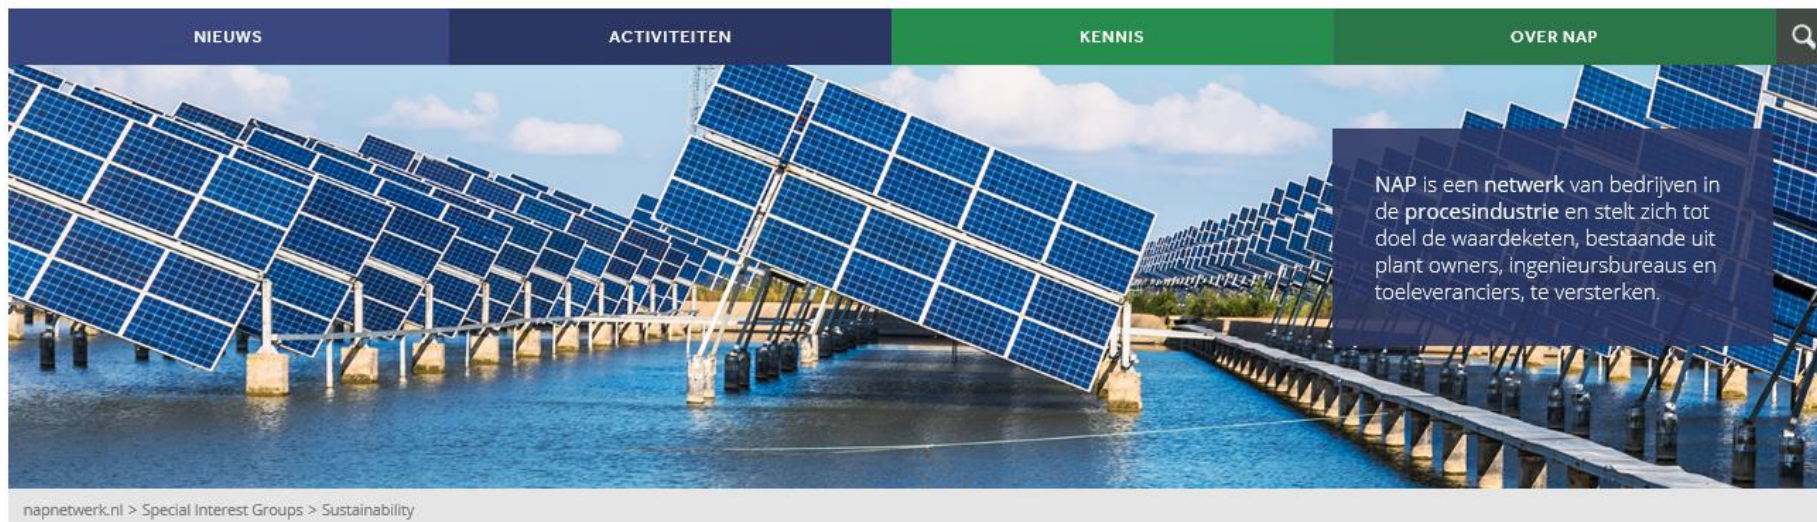 NIEUWS
ACTIVITEITEN
KENNIS
OVER NAP
NAP is een netwerk van bedrijven in
de procesindustrie en stelt zich tot
doel de waardeketen, bestaande uit
plant owners, ingenieursbureaus en
toeleveranciers, te versterken.
napnetwerk.nl > Special Interest Groups > Sustainability